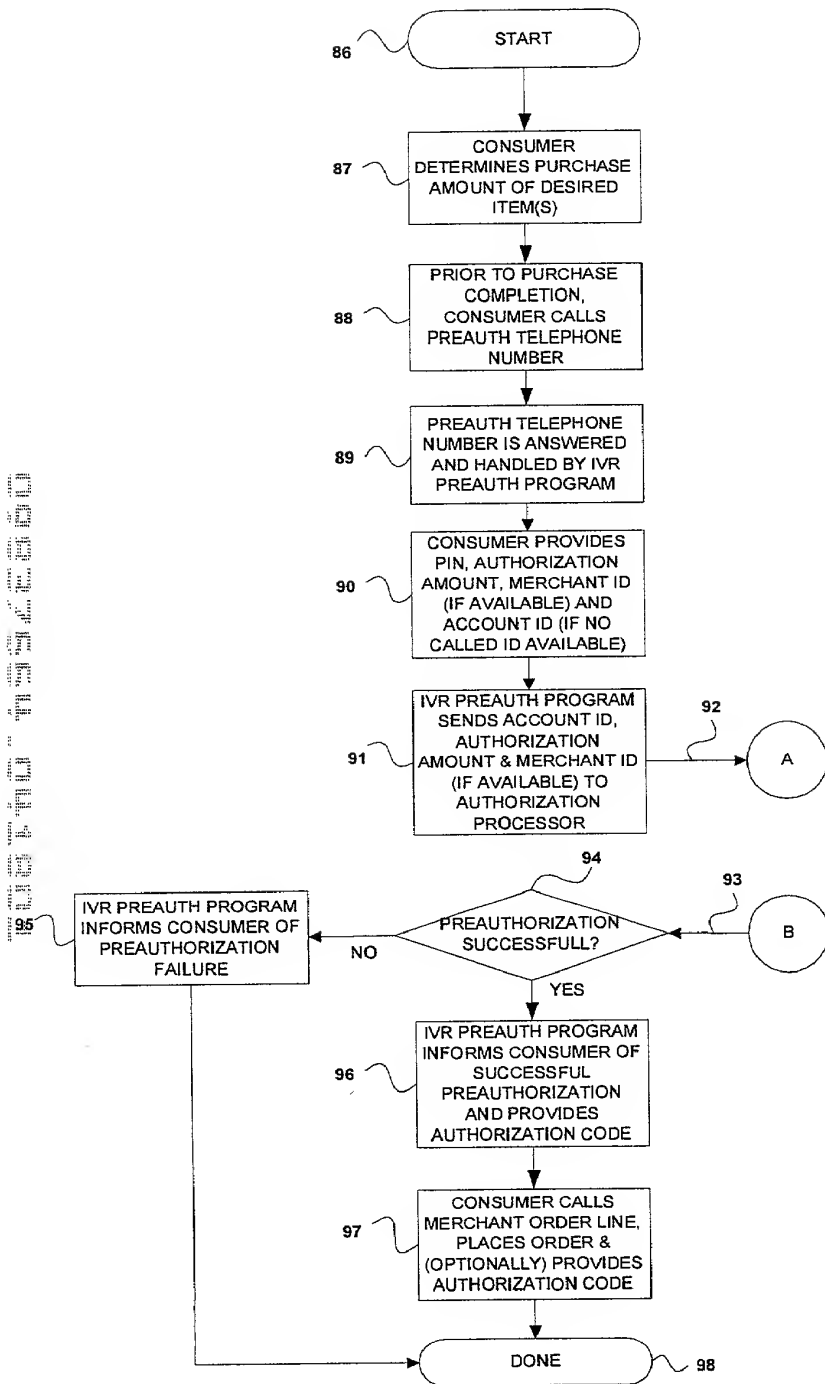 86
START
87
CONSUMER
DETERMINES PURCHASE
AMOUNT OF DESIRED
ITEM(S)
88
PRIOR TO PURCHASE
COMPLETION,
CONSUMER CALLS
PREAUTH TELEPHONE
NUMBER
89
PREAUTH TELEPHONE
NUMBER IS ANSWERED
AND HANDLED BY IVR
PREAUTH PROGRAM
90
CONSUMER PROVIDES
PIN, AUTHORIZATION
AMOUNT, MERCHANT ID
(IF AVAILABLE) AND
ACCOUNT ID (IF NO
CALLED ID AVAILABLE)
91
IVR PREAUTH PROGRAM
SENDS ACCOUNT ID,
AUTHORIZATION
AMOUNT & MERCHANT ID
(IF AVAILABLE) TO
AUTHORIZATION
PROCESSOR
92
A
93
B
94
PREAUTHORIZATION
SUCCESSFULL?
NO
YES
95
IVR PREAUTH PROGRAM
INFORMS CONSUMER OF
PREAUTHORIZATION
FAILURE
96
IVR PREAUTH PROGRAM
INFORMS CONSUMER OF
SUCCESSFUL
PREAUTHORIZATION
AND PROVIDES
AUTHORIZATION CODE
97
CONSUMER CALLS
MERCHANT ORDER LINE,
PLACES ORDER &
(OPTIONALLY) PROVIDES
AUTHORIZATION CODE
DONE
98